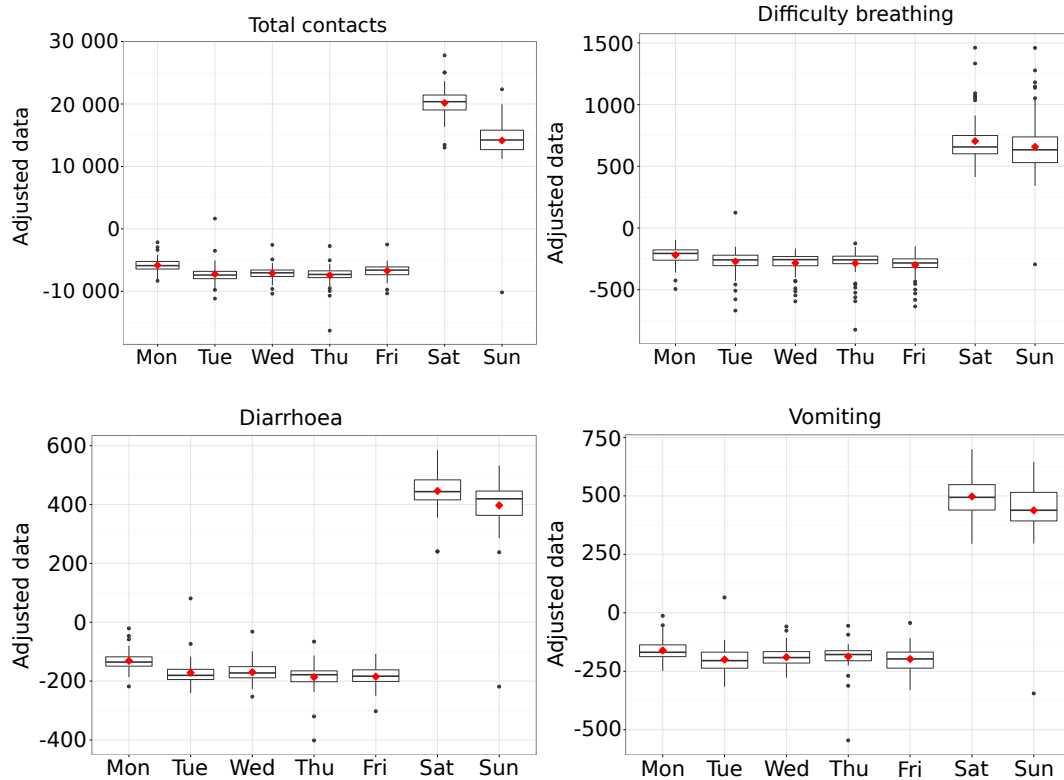 Total contacts
Adjusted data
30 000
20 000
10 000
0
-10 000
Mon Tue Wed Thu Fri Sat Sun
Difficulty breathing
Adjusted data
1500
1000
500
0
-500
Mon Tue Wed Thu Fri Sat Sun
Diarrhoea
Adjusted data
600
400
200
0
-200
-400
Mon Tue Wed Thu Fri Sat Sun
Vomiting
Adjusted data
750
500
250
0
-250
-500
Mon Tue Wed Thu Fri Sat Sun